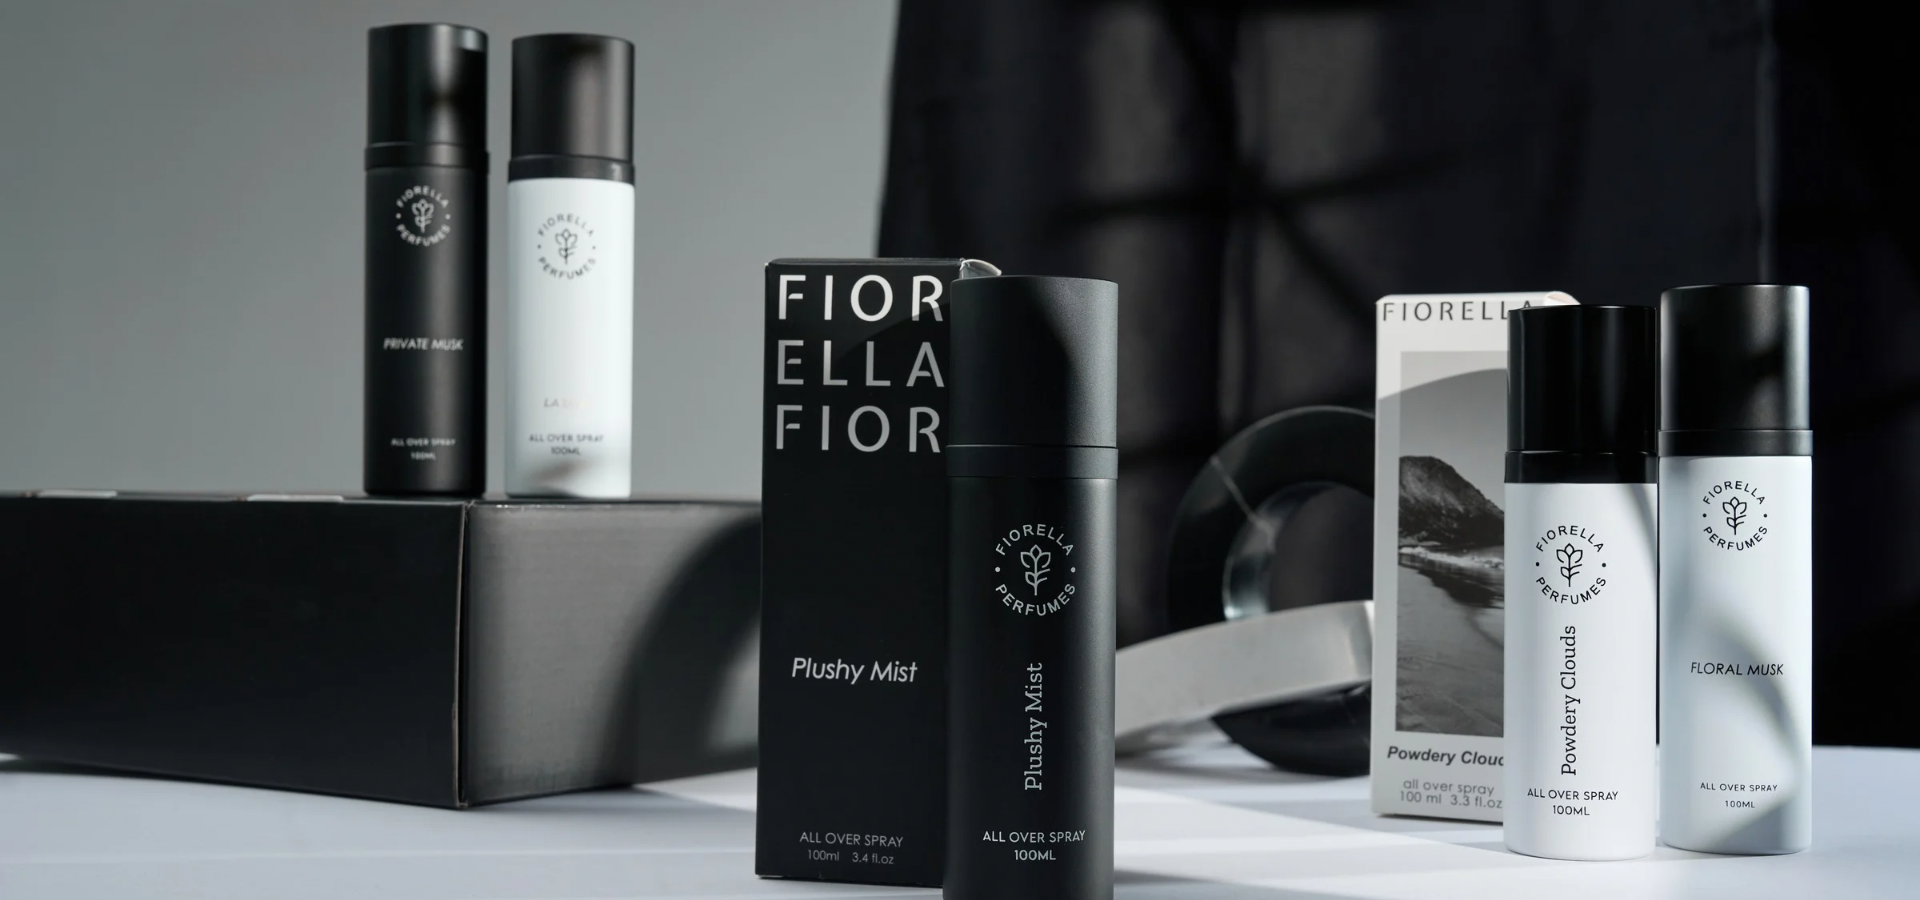 FIORELLA
PERFUMES
PRIVATE MUSK
ALL OVER SPRAY
100ML
FIORELLA
PERFUMES
LA
ALL OVER SPRAY
100ML
FIOR
ELLA
FIOR
Plushy Mist
ALL OVER SPRAY
100ml 3.4 fl.oz
FIORELLA
PERFUMES
Plushy Mist
ALL OVER SPRAY
100ML
FIORELLA
Powdery Cloud
all over spray
100 ml 3.3 fl.oz
FIORELLA
PERFUMES
Powdery Clouds
ALL OVER SPRAY
100ML
FIORELLA
PERFUMES
FLORAL MUSK
ALL OVER SPRAY
100ML